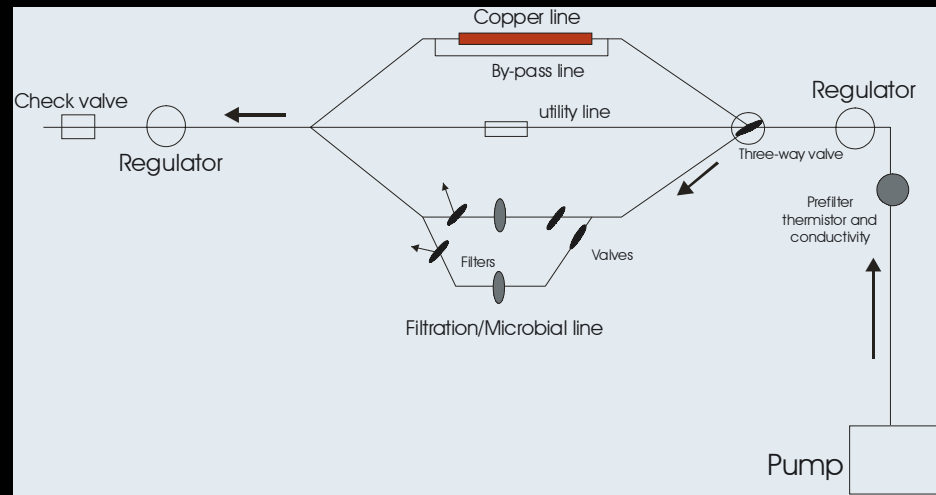 Copper line
By-pass line
Check valve
utility line
Regulator
Regulator
Three-way valve
Prefilter
thermistor and
conductivity
Filters
Valves
Filtration/Microbial line
Pump